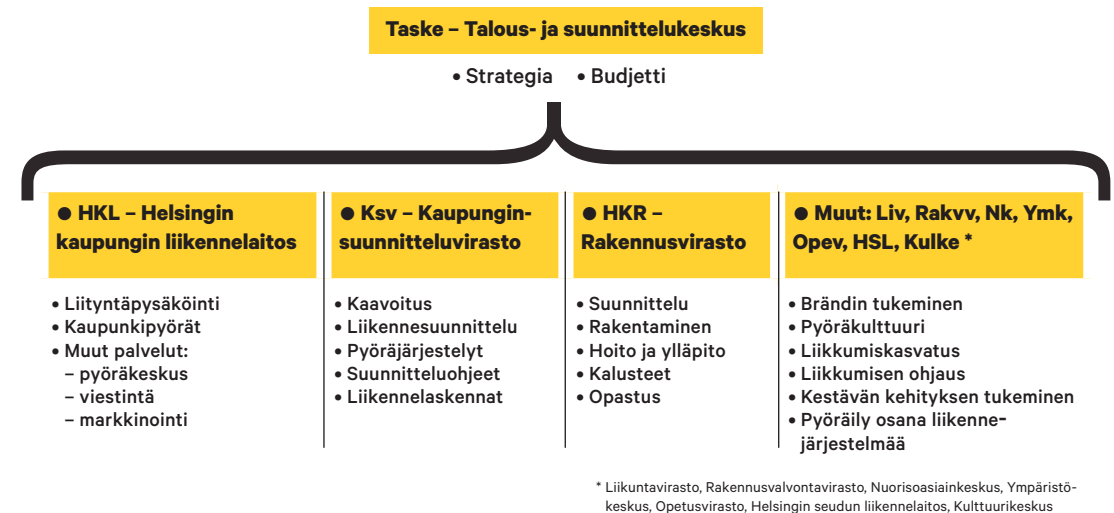 Taske – Talous- ja suunnittelukeskus
• Strategia • Budjetti
● HKL – Helsingin
kaupungin liikennelaitos
• Liityntäpysäköinti
• Kaupunkipyörät
• Muut palvelut:
– pyöräkeskus
– viestintä
– markkinointi
● Ksv – Kaupungin-
suunnitteluvirasto
• Kaavoitus
• Liikennesuunnittelu
• Pyöräjärjestelyt
• Suunnitteluohjeet
• Liikennelaskennat
● HKR –
Rakennusvirasto
• Suunnittelu
• Rakentaminen
• Hoito ja ylläpito
• Kalusteet
• Opastus
● Muut: Liv, Rakvv, Nk, Ymk,
Opev, HSL, Kulke *
• Brändin tukeminen
• Pyöräkulttuuri
• Liikkumiskasvatus
• Liikkumisen ohjaus
• Kestävän kehityksen tukeminen
• Pyöräily osana liikenne-
järjestelmää
* Liikuntavirasto, Rakennusvalvontavirasto, Nuorisoasiainkeskus, Ympäristö-
keskus, Opetusvirasto, Helsingin seudun liikennelaitos, Kulttuurikeskus